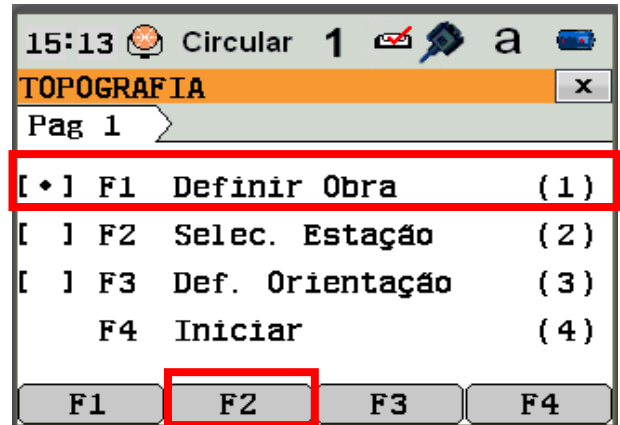 15:13 Circular 1 a
TOPOGRAFIA x
Pag 1
[•] F1 Definir Obra (1)
[ ] F2 Selec. Estação (2)
[ ] F3 Def. Orientação (3)
F4 Iniciar (4)
F1 F2 F3 F4